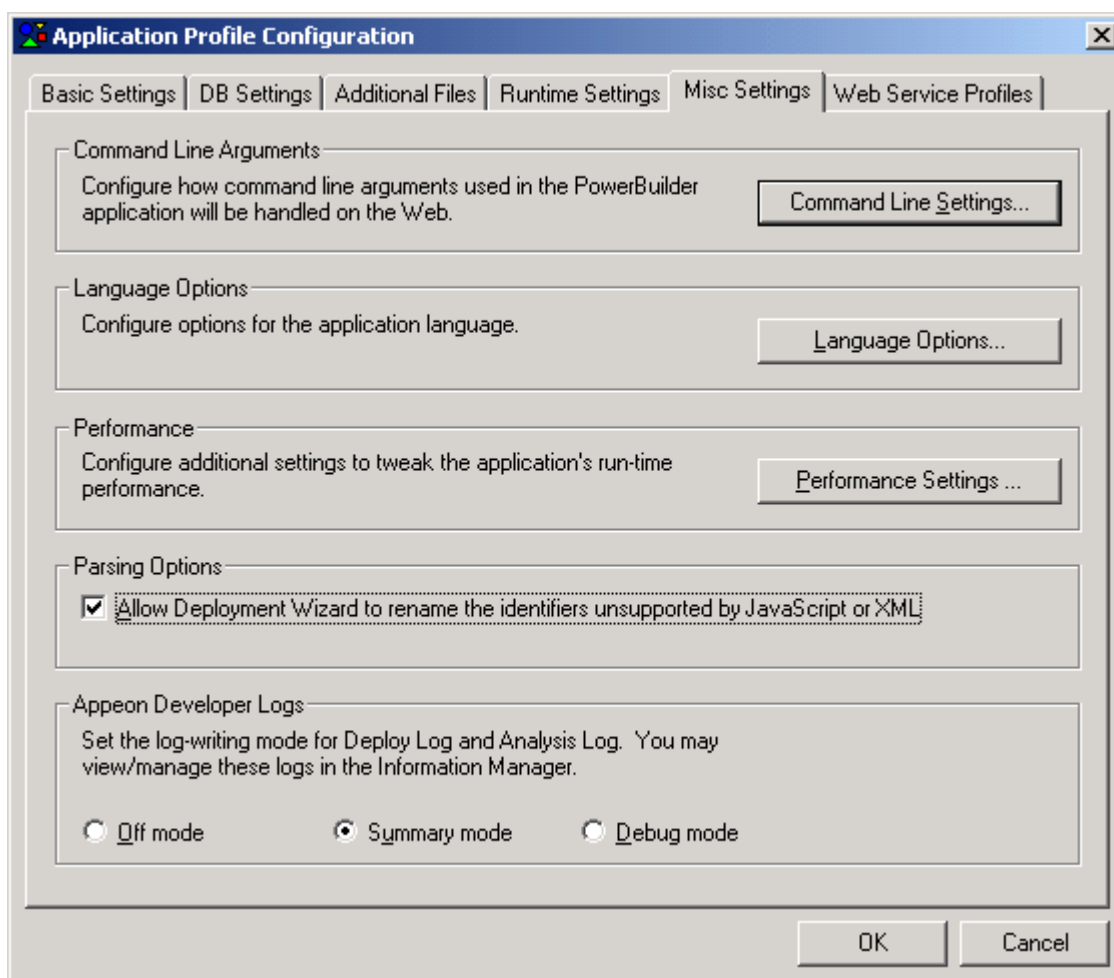 Application Profile Configuration
Basic Settings
DB Settings
Additional Files
Runtime Settings
Misc Settings
Web Service Profiles
Command Line Arguments
Configure how command line arguments used in the PowerBuilder
application will be handled on the Web.
Command Line Settings...
Language Options
Configure options for the application language.
Language Options...
Performance
Configure additional settings to tweak the application's run-time
performance.
Performance Settings ...
Parsing Options
Allow Deployment Wizard to rename the identifiers unsupported by JavaScript or XML
Appeon Developer Logs
Set the log-writing mode for Deploy Log and Analysis Log.  You may
view/manage these logs in the Information Manager.
Off mode
Summary mode
Debug mode
OK
Cancel